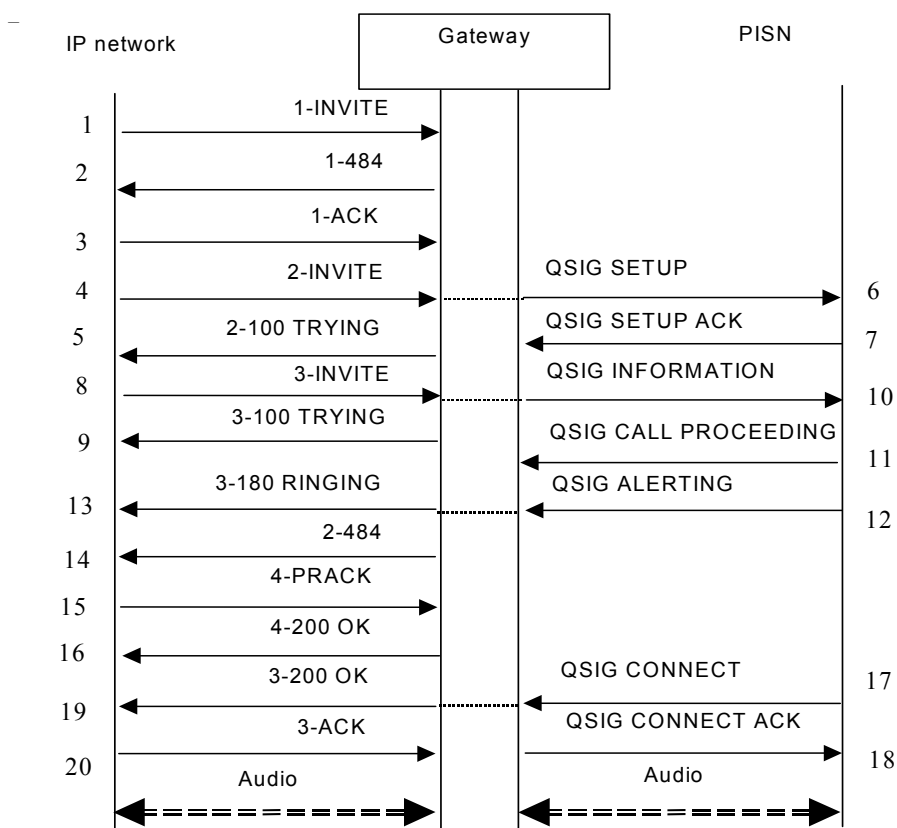 IP network Gateway PISN
1 1-INVITE
2 1-484
3 1-ACK
4 2-INVITE QSIG SETUP 6
5 2-100 TRYING QSIG SETUP ACK 7
8 3-INVITE QSIG INFORMATION 10
9 3-100 TRYING QSIG CALL PROCEEDING 11
13 3-180 RINGING QSIG ALERTING 12
14 2-484
15 4-PRACK
16 4-200 OK
19 3-200 OK QSIG CONNECT 17
20 3-ACK QSIG CONNECT ACK 18
Audio Audio